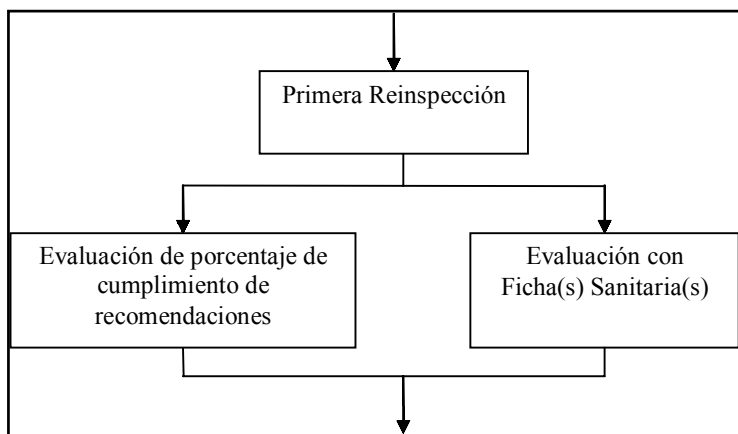 Primera Reinspección
Evaluación de porcentaje de
cumplimiento de
recomendaciones
Evaluación con
Ficha(s) Sanitaria(s)